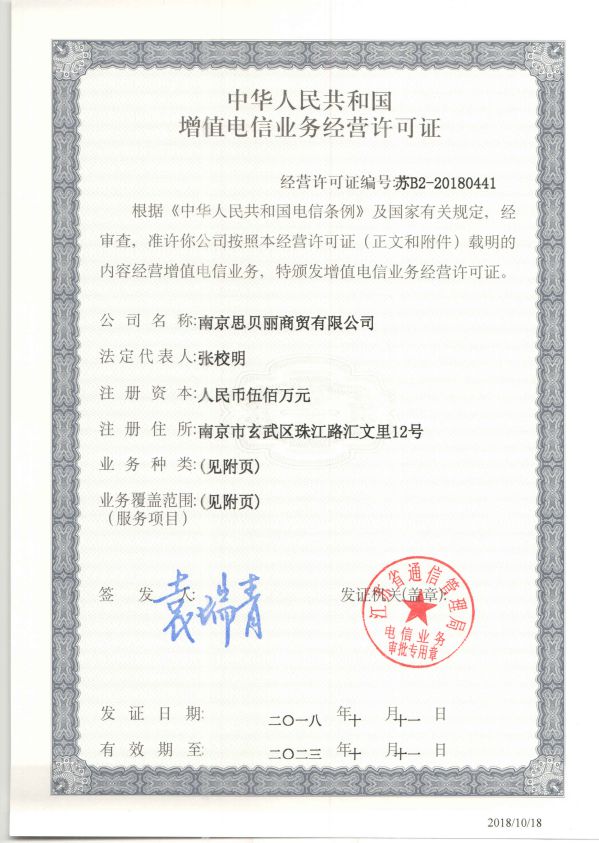 中华人民共和国
增值电信业务经营许可证
经营许可证编号:苏B2-20180441
根据《中华人民共和国电信条例》及国家有关规定，经
审查，准许你公司按照本经营许可证（正文和附件）载明的
内容经营增值电信业务，特颁发增值电信业务经营许可证。
公司名称:南京思贝丽商贸有限公司
法定代表人:张校明
注册资本:人民币伍佰万元
注册住所:南京市玄武区珠江路汇文里12号
业务种类:(见附页)
业务覆盖范围:(见附页)
（服务项目）
签发人: 袁瑞青
发证机关(盖章):
江苏省通信管理局
电信业务
审批专用章
发证日期: 二〇一八 年 十 月 十一 日
有效期至: 二〇二三 年 十 月 十一 日
2018/10/18